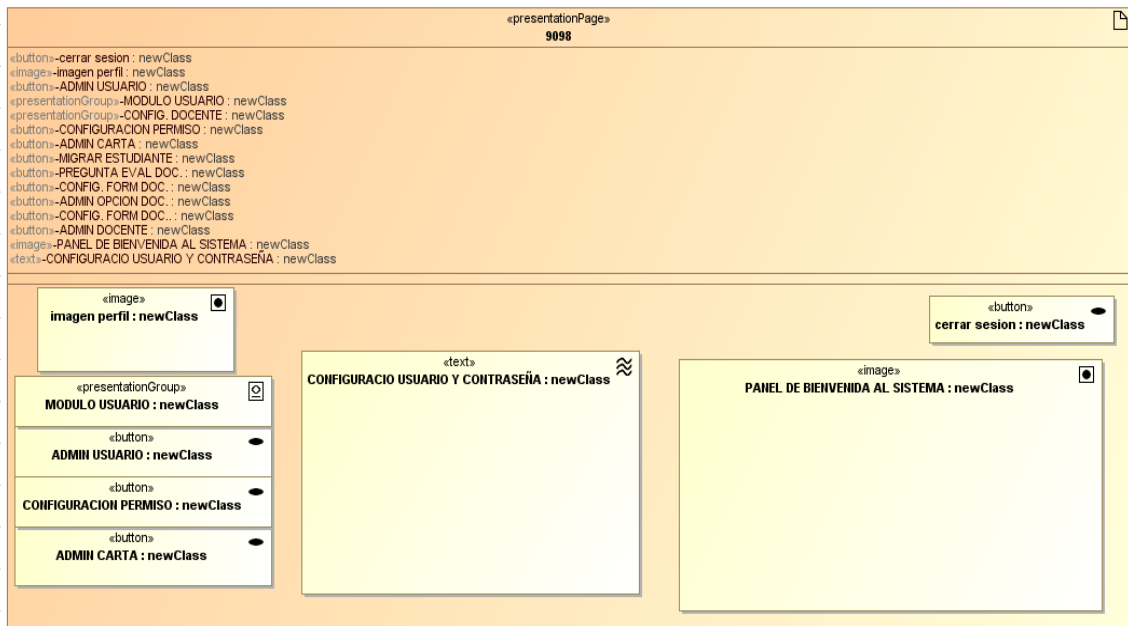 «presentationPage»
9098
«button»-cerrar sesion : newClass
«image»-imagen perfil : newClass
«button»-ADMIN USUARIO : newClass
«presentationGroup»-MODULO USUARIO : newClass
«presentationGroup»-CONFIG. DOCENTE : newClass
«button»-CONFIGURACION PERMISO : newClass
«button»-ADMIN CARTA : newClass
«button»-MIGRAR ESTUDIANTE : newClass
«button»-PREGUNTA EVAL DOC. : newClass
«button»-CONFIG. FORM DOC. : newClass
«button»-ADMIN OPCION DOC. : newClass
«button»-CONFIG. FORM DOC.. : newClass
«button»-ADMIN DOCENTE : newClass
«image»-PANEL DE BIENVENIDA AL SISTEMA : newClass
«text»-CONFIGURACIO USUARIO Y CONTRASEÑA : newClass
«image»
imagen perfil : newClass
«button»
cerrar sesion : newClass
«presentationGroup»
MODULO USUARIO : newClass
«button»
ADMIN USUARIO : newClass
«button»
CONFIGURACION PERMISO : newClass
«button»
ADMIN CARTA : newClass
«text»
CONFIGURACIO USUARIO Y CONTRASEÑA : newClass
«image»
PANEL DE BIENVENIDA AL SISTEMA : newClass